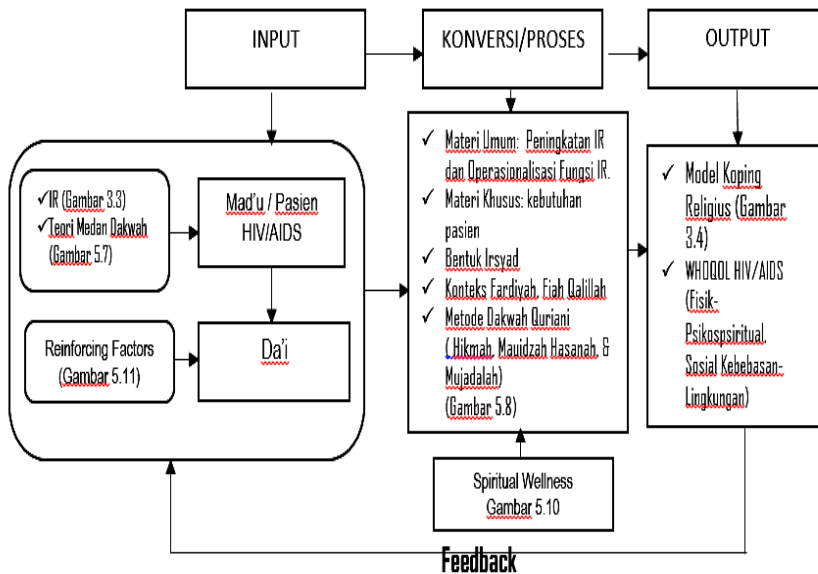 INPUT
KONVERSI/PROSES
OUTPUT
✓IR (Gambar 3.3)
✓Teori Medan Dakwah
(Gambar 5.7)
Mad'u / Pasien
HIV/AIDS
Reinforcing Factors
(Gambar 5.11)
Da'i
✓ Materi Umum: Peningkatan IR
dan Operasionalisasi Fungsi IR.
✓ Materi Khusus: kebutuhan
pasien
✓ Bentuk Irsyad
✓ Konteks Fardiyah, Fiah Qalillah
✓ Metode Dakwah Quriani
( Hikmah, Mauidzah Hasanah, &
Mujadalah)
(Gambar 5.8)
✓ Model Koping
Religius (Gambar
3.4)
✓ WHOQOL HIV/AIDS
(Fisik-
Psikospsiritual,
Sosial Kebebasan-
Lingkungan)
Spiritual Wellness
Gambar 5.10
Feedback